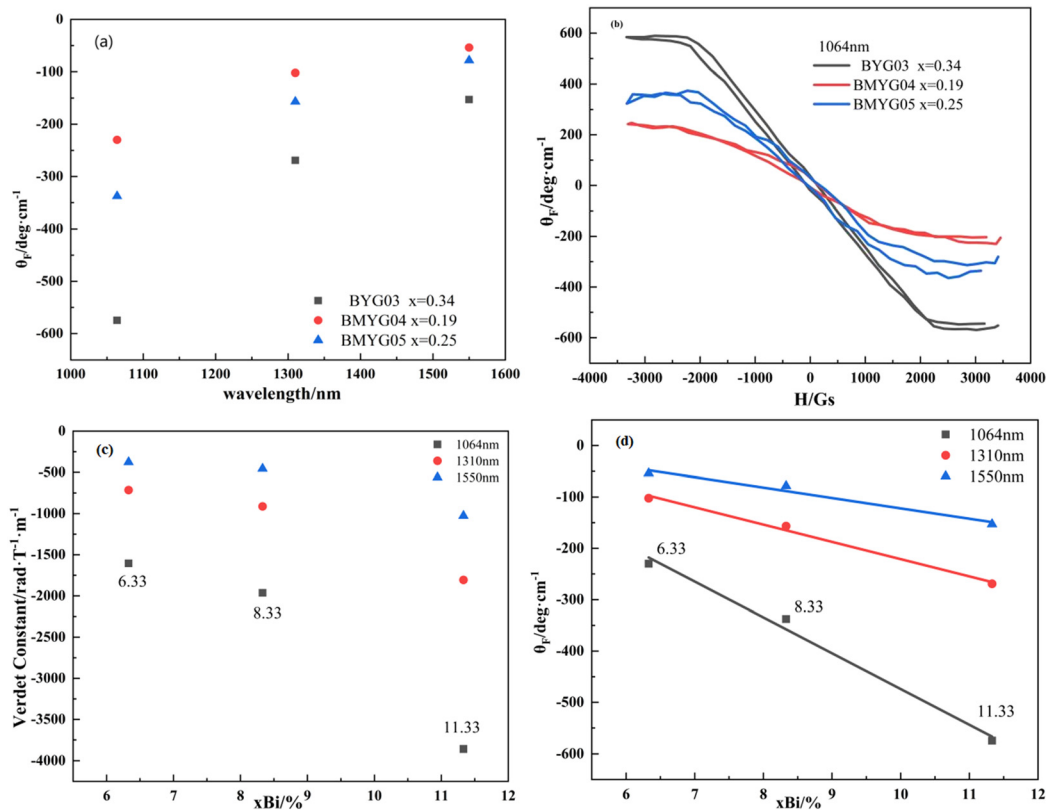 (a)
0
-100
-200
-300
-400
-500
-600
θF/deg·cm⁻¹
BYG03 x=0.34
BMYG04 x=0.19
BMYG05 x=0.25
1000 1100 1200 1300 1400 1500 1600
wavelength/nm
(b)
600
400
200
0
-200
-400
-600
θF/deg·cm⁻¹
1064nm
BYG03 x=0.34
BMYG04 x=0.19
BMYG05 x=0.25
-4000 -3000 -2000 -1000 0 1000 2000 3000 4000
H/Gs
(c)
0
-500
-1000
-1500
-2000
-2500
-3000
-3500
-4000
Verdet Constant/rad·T⁻¹·m⁻¹
1064nm
1310nm
1550nm
6.33
8.33
11.33
5 6 7 8 9 10 11 12
xBi/%
(d)
0
-100
-200
-300
-400
-500
-600
θF/deg·cm⁻¹
1064nm
1310nm
1550nm
6.33
8.33
11.33
6 7 8 9 10 11 12
xBi/%